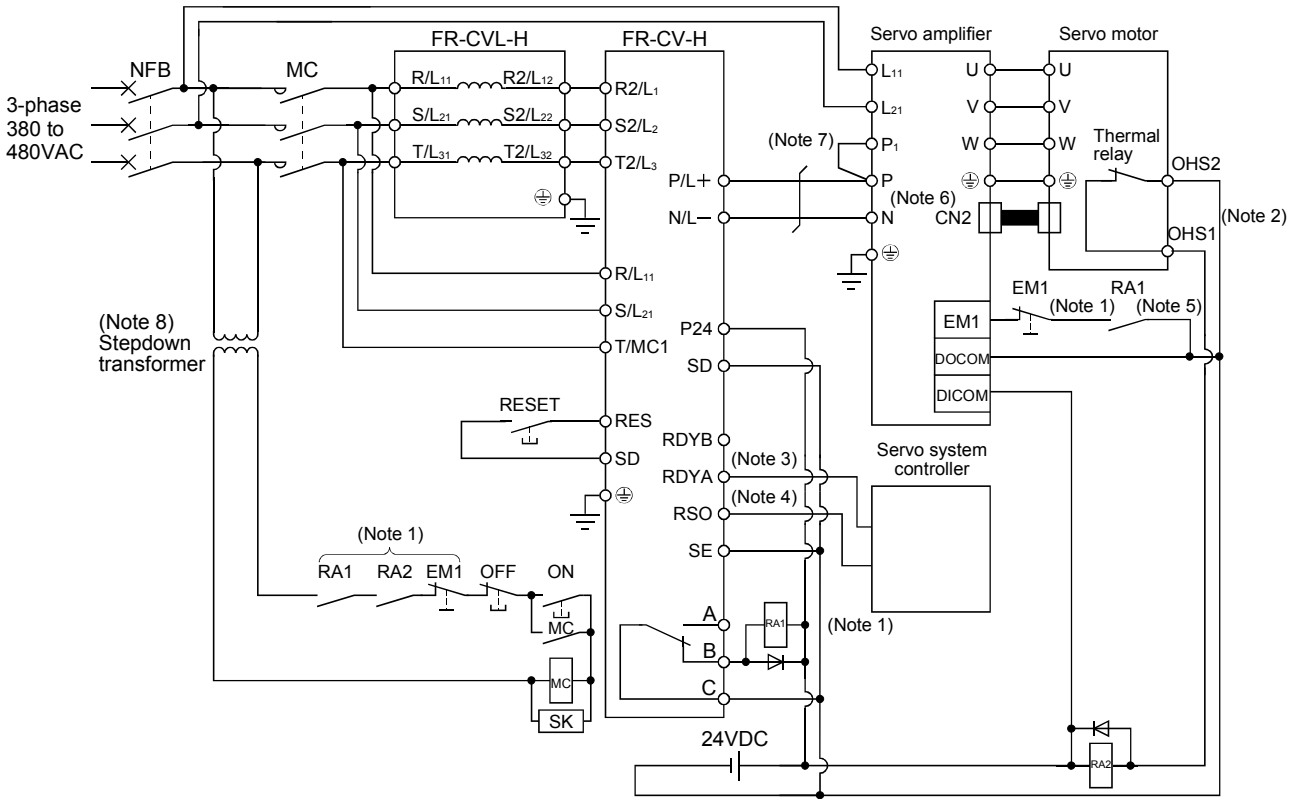 FR-CVL-H
FR-CV-H
Servo amplifier
Servo motor
NFB
MC
3-phase
380 to
480VAC
R/L11
R2/L12
S/L21
S2/L22
T/L31
T2/L32
R2/L1
S2/L2
T2/L3
P/L+
N/L−
R/L11
S/L21
T/MC1
L11
L21
(Note 7)
P1
P
N
(Note 6)
CN2
U
V
W
U
V
W
Thermal
relay
OHS2
OHS1
(Note 2)
EM1
(Note 1)
RA1
(Note 5)
EM1
DOCOM
DICOM
(Note 8)
Stepdown
transformer
RESET
RES
SD
P24
SD
RDYB
RDYA
(Note 3)
RSO
(Note 4)
SE
Servo system
controller
(Note 1)
RA1
RA2
EM1
OFF
ON
MC
MC
SK
A
B
C
RA1
(Note 1)
24VDC
RA2